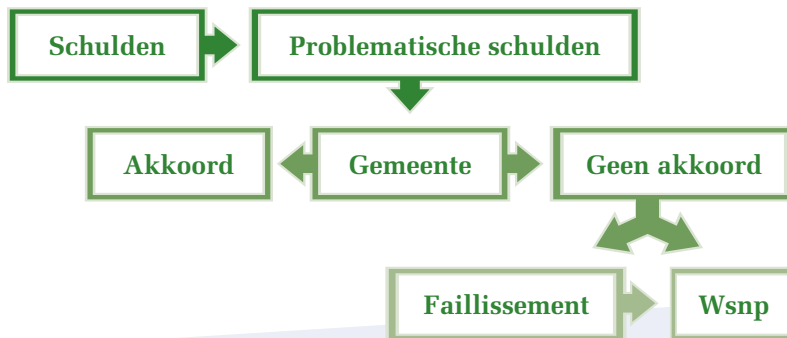 Schulden
Problematische schulden
Akkoord
Gemeente
Geen akkoord
Faillissement
Wsnp